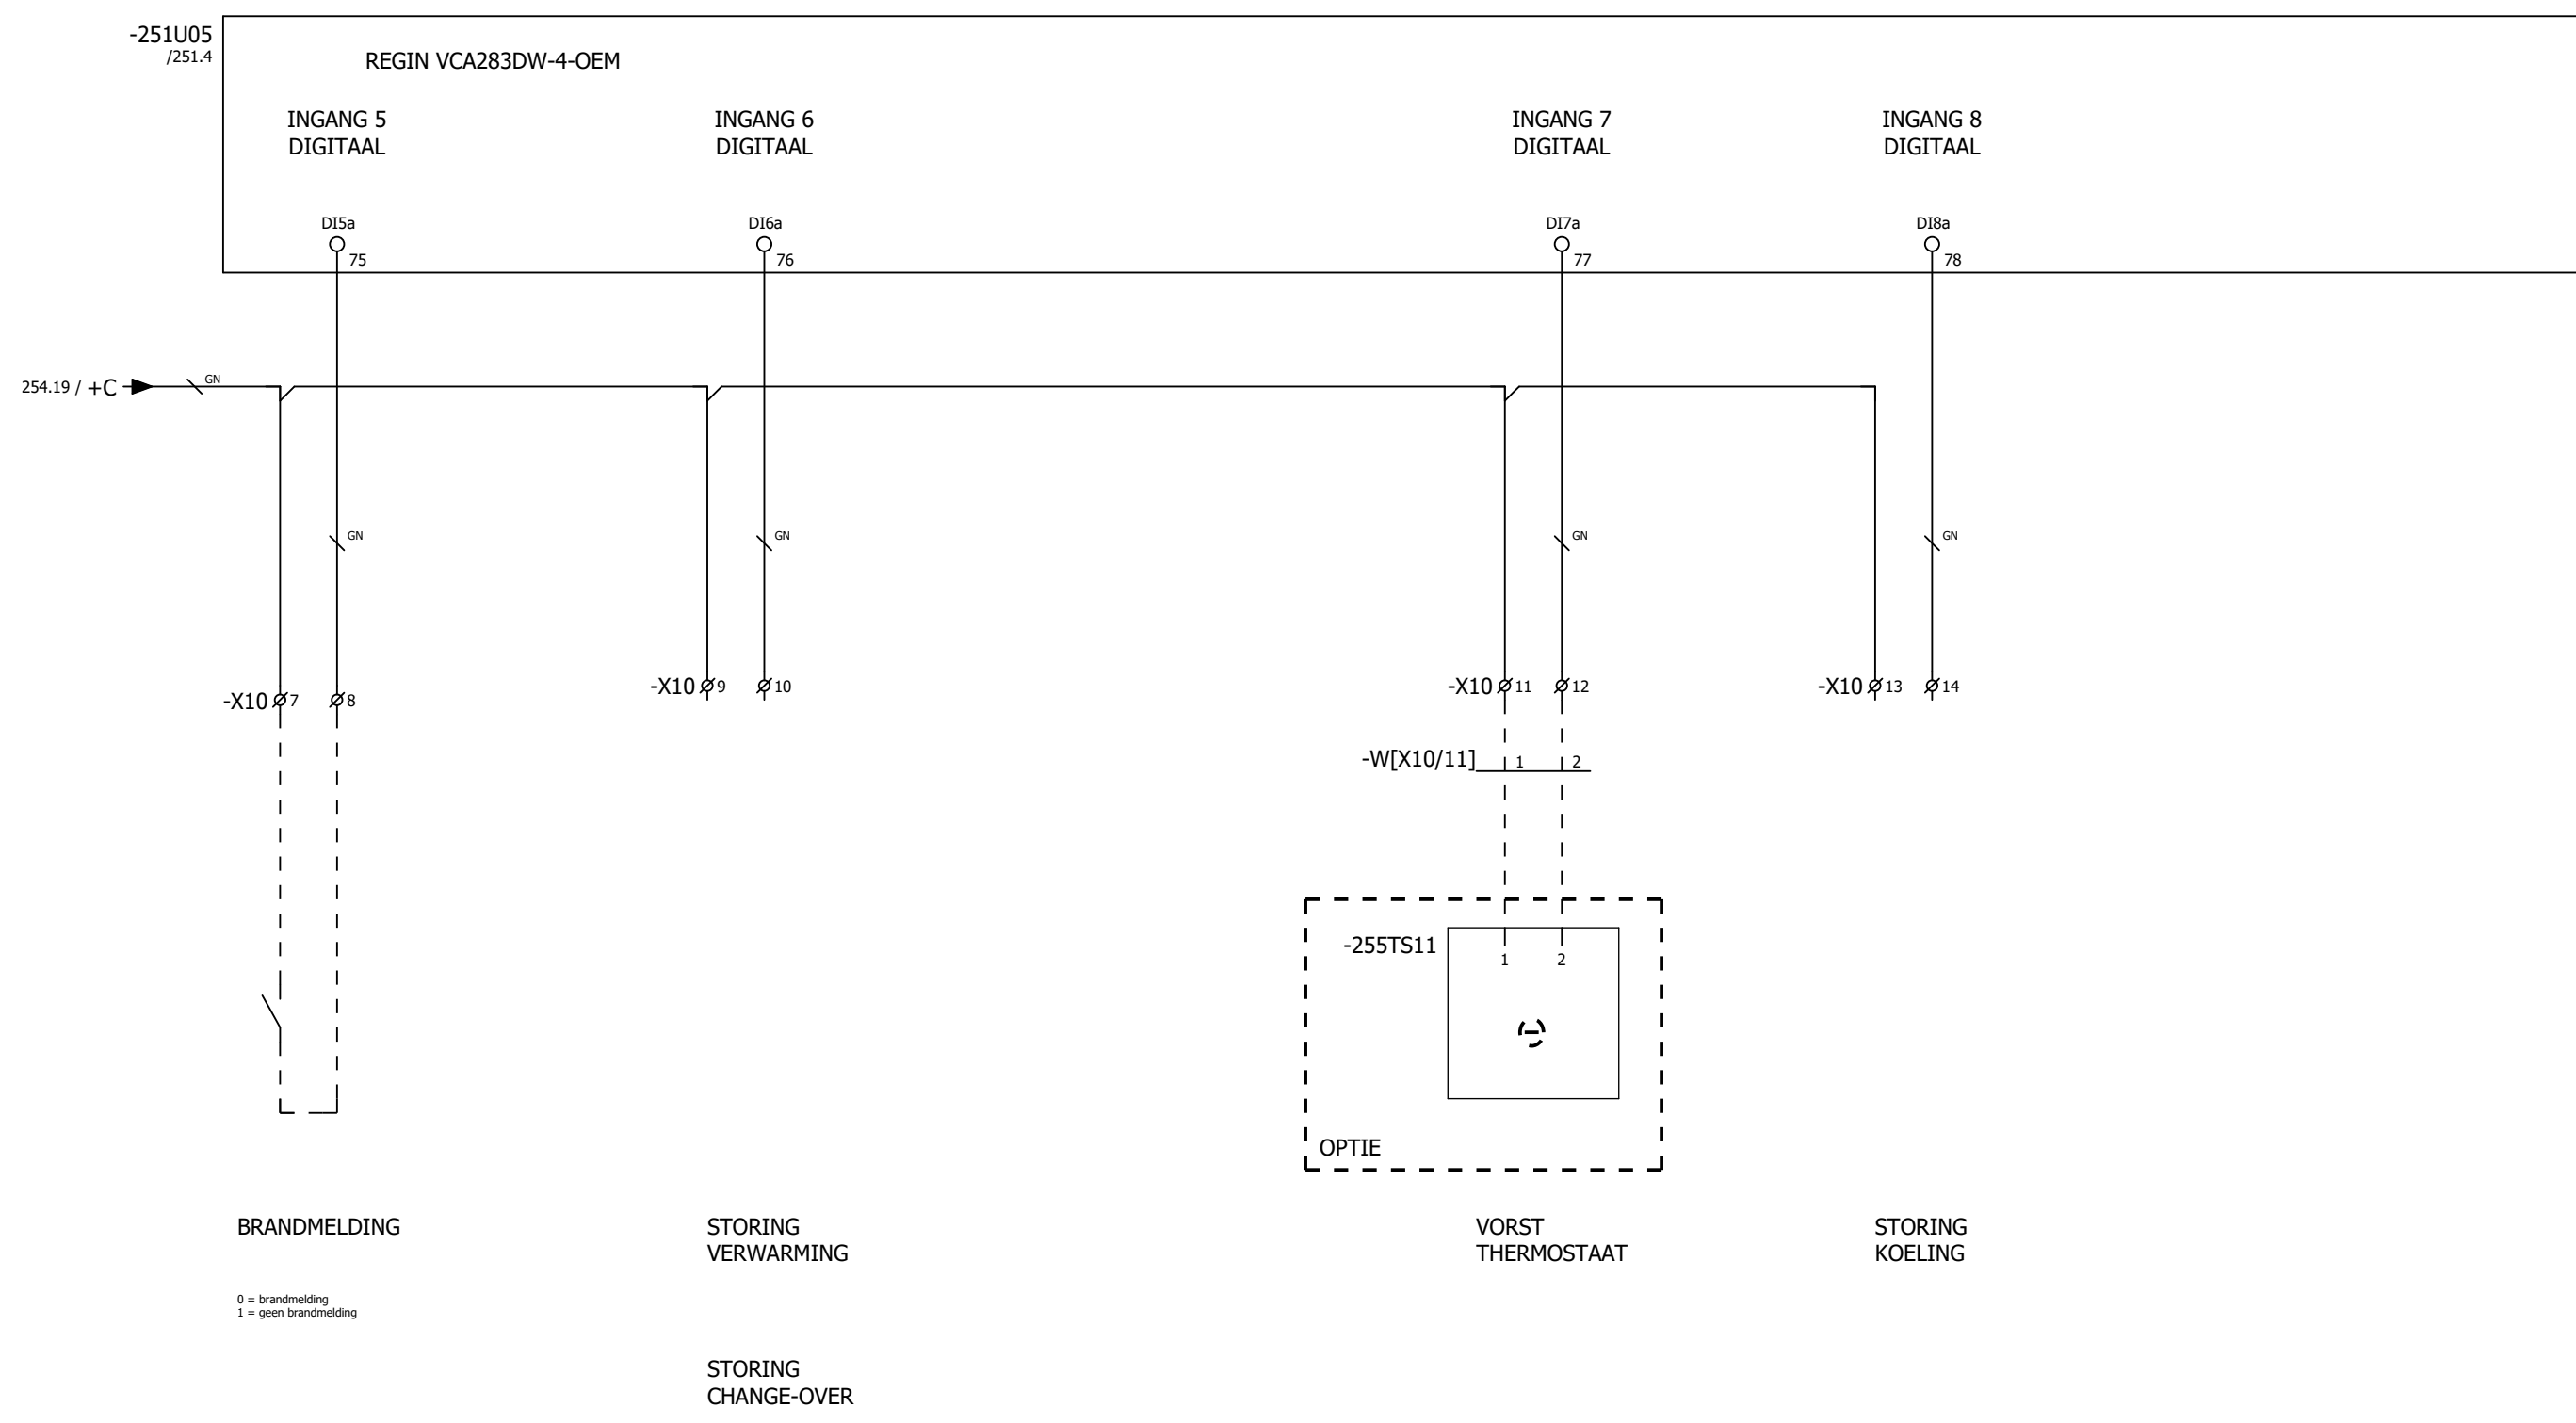 -251U05
/251.4
REGIN VCA283DW-4-OEM
INGANG 5
DIGITAAL
INGANG 6
DIGITAAL
INGANG 7
DIGITAAL
INGANG 8
DIGITAAL
DI5a
DI6a
DI7a
DI8a
75
76
77
78
254.19 / +C
GN
GN
GN
GN
GN
-X10 7 8
-X10 9 10
-X10 11 12
-X10 13 14
-W[X10/11] 1 2
-255TS11
1 2
OPTIE
BRANDMELDING
STORING
VERWARMING
VORST
THERMOSTAAT
STORING
KOELING
0 = brandmelding
1 = geen brandmelding
STORING
CHANGE-OVER